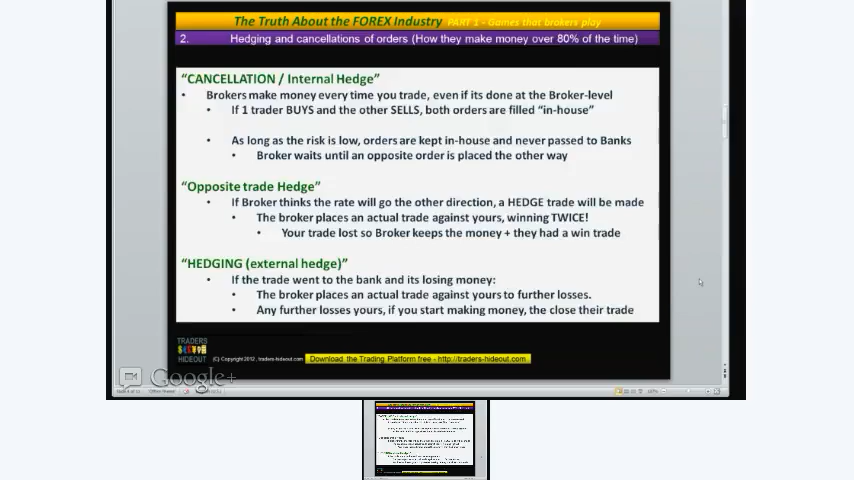 The Truth About the FOREX Industry PART 1 - Games that brokers play
2. Hedging and cancellations of orders (How they make money over 80% of the time)
“CANCELLATION / Internal Hedge”
• Brokers make money every time you trade, even if its done at the Broker-level
• If 1 trader BUYS and the other SELLS, both orders are filled “in-house”
• As long as the risk is low, orders are kept in-house and never passed to Banks
• Broker waits until an opposite order is placed the other way
“Opposite trade Hedge”
• If Broker thinks the rate will go the other direction, a HEDGE trade will be made
• The broker places an actual trade against yours, winning TWICE!
• Your trade lost so Broker keeps the money + they had a win trade
“HEDGING (external hedge)”
• If the trade went to the bank and its losing money:
• The broker places an actual trade against yours to further losses.
• Any further losses yours, if you start making money, the close their trade
TRADERS
HIDEOUT
(C) Copyright 2012, traders-hideout.com
Download the Trading Platform free - http://traders-hideout.com
Google+